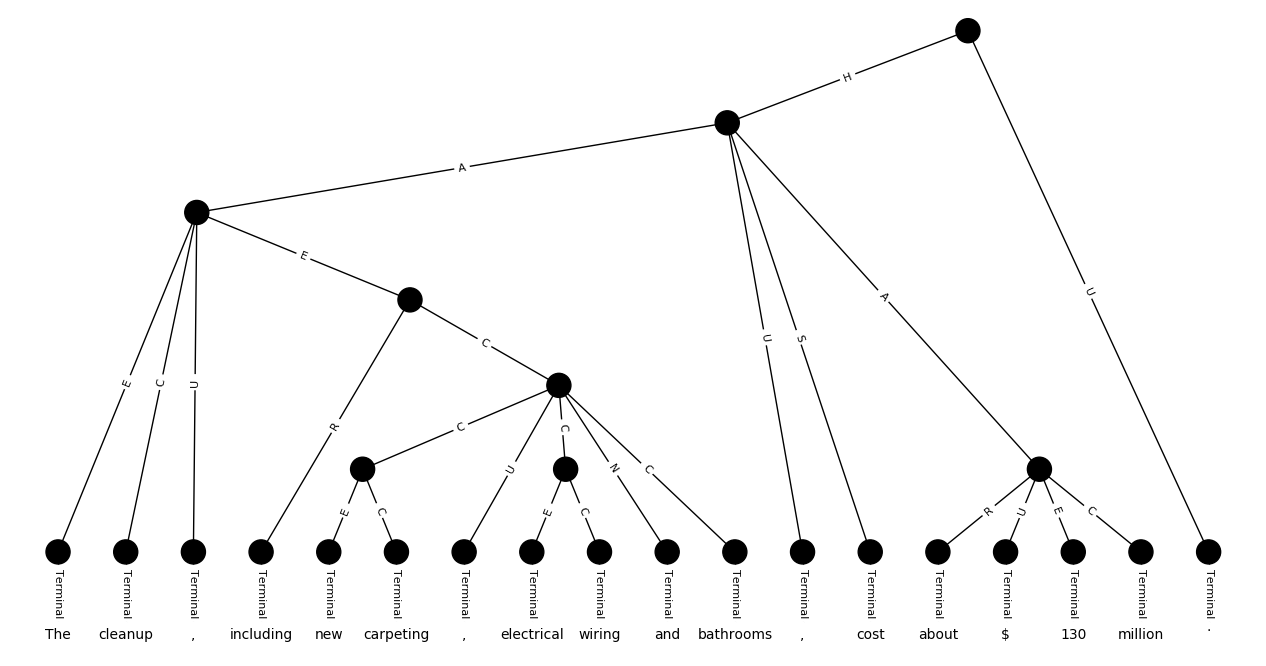 H
A
E
E
C
U
A
U
C
U
S
R
C
U
C
N
C
E
C
E
C
R
U
E
C
Terminal Terminal Terminal Terminal Terminal Terminal Terminal Terminal Terminal Terminal Terminal Terminal Terminal Terminal Terminal Terminal Terminal Terminal
The cleanup , including new carpeting , electrical wiring and bathrooms , cost about $ 130 million .